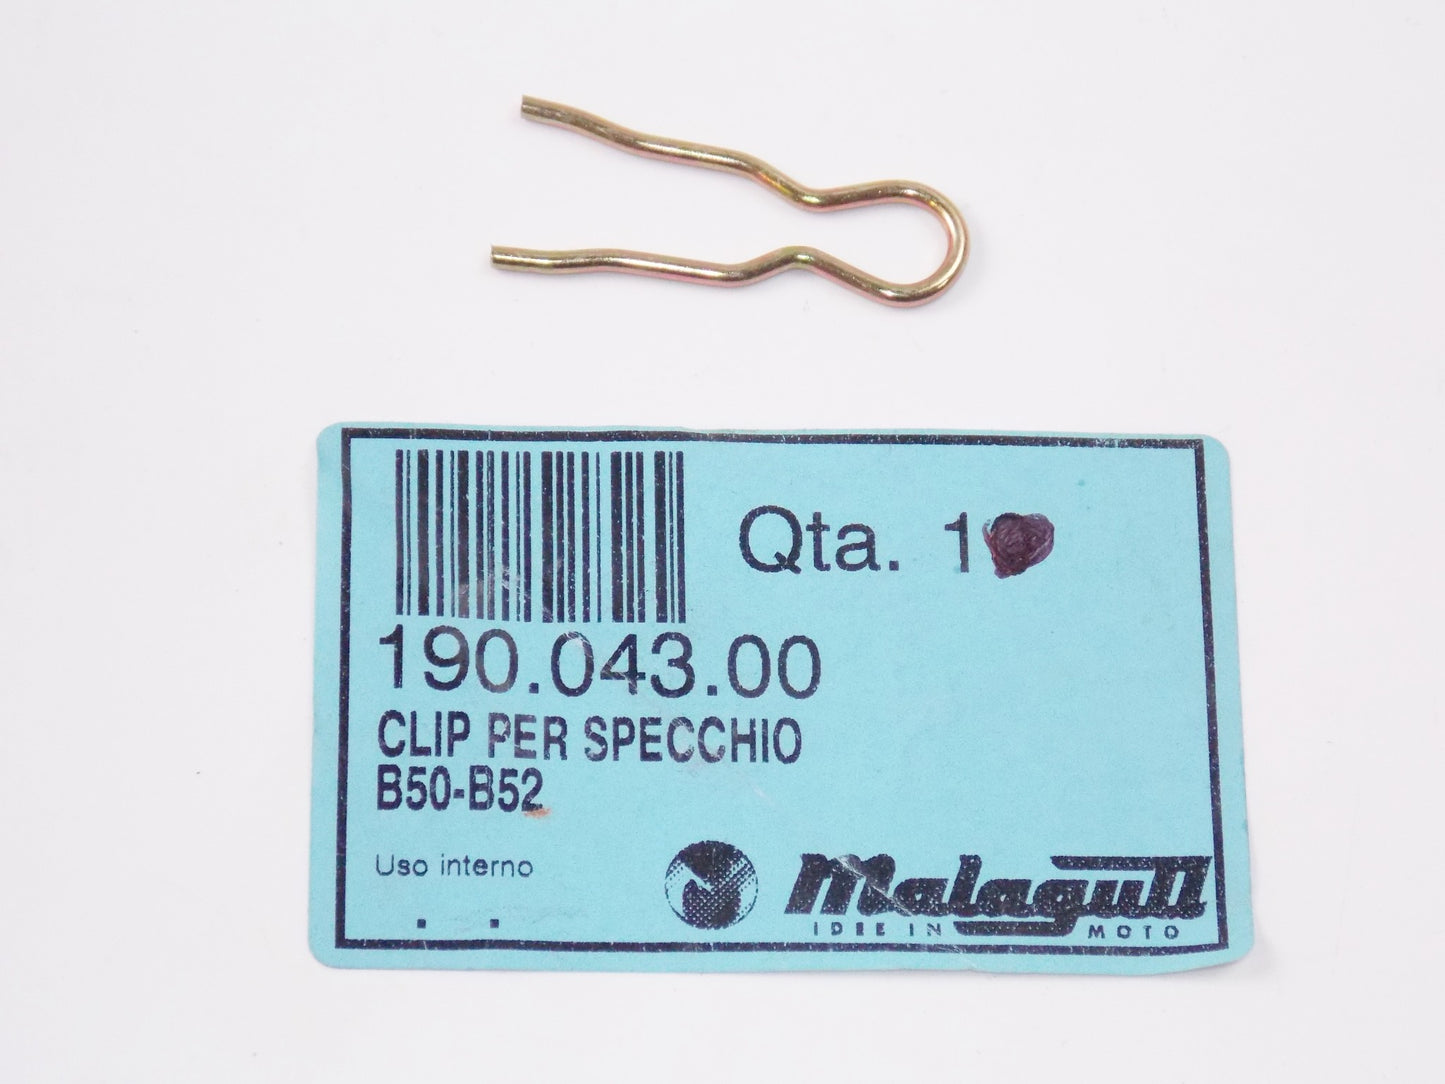 Qta. 1
190.043.00
CLIP PER SPECCHIO
B50-B52
Uso interno
. .
Malaguti
IDEE IN MOTO